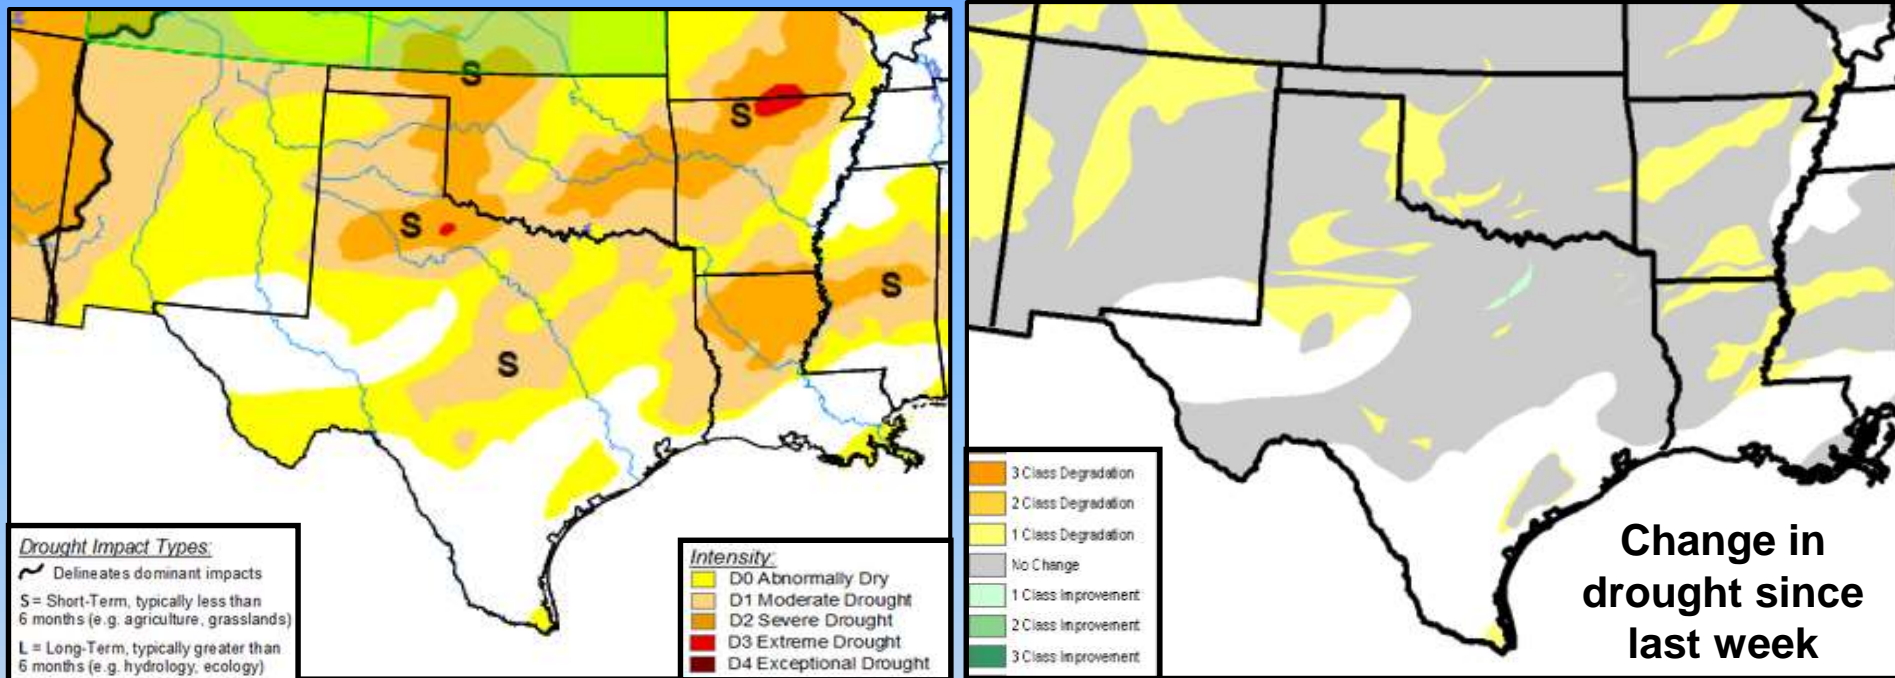 S
S
S
S
S
Drought Impact Types:
Delineates dominant impacts
S = Short-Term, typically less than
6 months (e.g. agriculture, grasslands)
L = Long-Term, typically greater than
6 months (e.g. hydrology, ecology)
Intensity:
D0 Abnormally Dry
D1 Moderate Drought
D2 Severe Drought
D3 Extreme Drought
D4 Exceptional Drought
3 Class Degradation
2 Class Degradation
1 Class Degradation
No Change
1 Class Improvement
2 Class Improvement
3 Class Improvement
Change in
drought since
last week